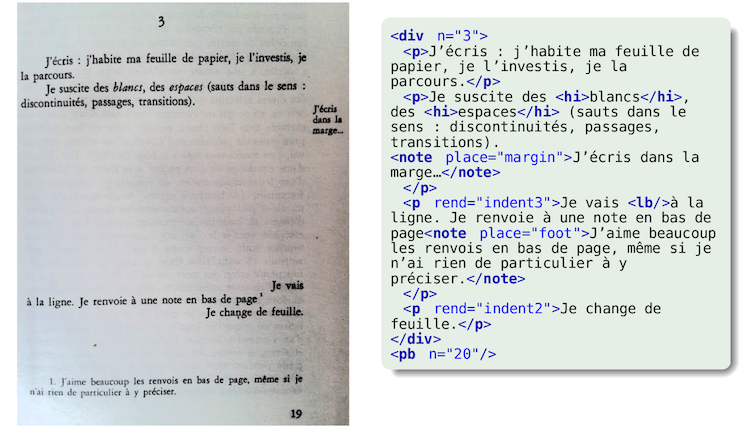 3
J'écris : j'habite ma feuille de papier, je l'investis, je
la parcours.
Je suscite des blancs, des espaces (sauts dans le sens :
discontinuités, passages, transitions).
J'écris
dans la
marge...
Je vais
à la ligne. Je renvoie à une note en bas de page¹
Je change de feuille.
1. J'aime beaucoup les renvois en bas de page, même si je
n'ai rien de particulier à y préciser.
19
<div n="3">
<p>J’écris : j’habite ma feuille de
papier, je l’investis, je la
parcours.</p>
<p>Je suscite des <hi>blancs</hi>,
des <hi>espaces</hi> (sauts dans le
sens : discontinuités, passages,
transitions).
<note place="margin">J’écris dans la
marge…</note>
</p>
<p rend="indent3">Je vais <lb/>à la
ligne. Je renvoie à une note en bas de
page<note place="foot">J’aime beaucoup
les renvois en bas de page, même si je
n’ai rien de particulier à y
préciser.</note>
</p>
<p rend="indent2">Je change de
feuille.</p>
</div>
<pb n="20"/>